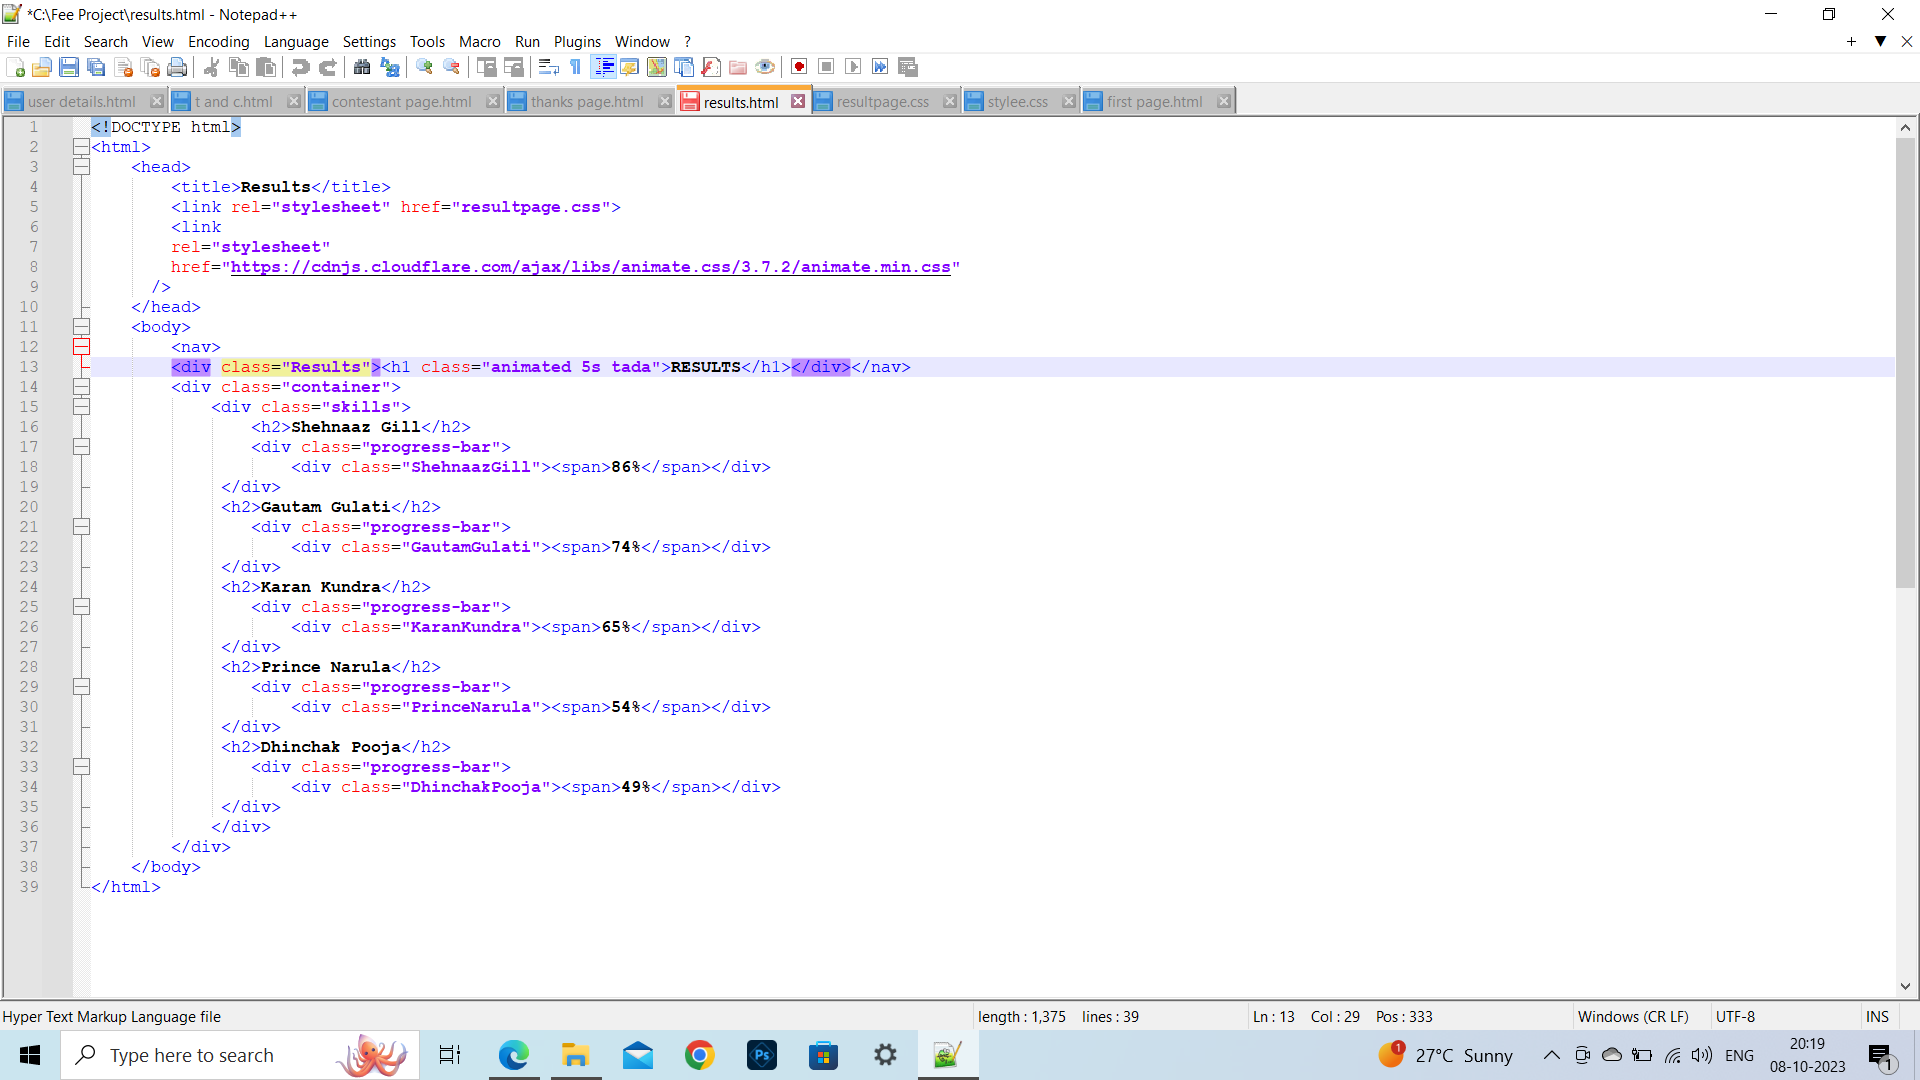 *C:\Fee Project\results.html - Notepad++
File Edit Search View Encoding Language Settings Tools Macro Run Plugins Window ?
user details.html t and c.html contestant page.html thanks page.html results.html resultpage.css stylee.css first page.html
1 <!DOCTYPE html>
2 <html>
3 <head>
4 <title>Results</title>
5 <link rel="stylesheet" href="resultpage.css">
6 <link
7 rel="stylesheet"
8 href="https://cdnjs.cloudflare.com/ajax/libs/animate.css/3.7.2/animate.min.css"
9 />
10 </head>
11 <body>
12 <nav>
13 <div class="Results"><h1 class="animated 5s tada">RESULTS</h1></div></nav>
14 <div class="container">
15 <div class="skills">
16 <h2>Shehnaaz Gill</h2>
17 <div class="progress-bar">
18 <div class="ShehnaazGill"><span>86%</span></div>
19 </div>
20 <h2>Gautam Gulati</h2>
21 <div class="progress-bar">
22 <div class="GautamGulati"><span>74%</span></div>
23 </div>
24 <h2>Karan Kundra</h2>
25 <div class="progress-bar">
26 <div class="KaranKundra"><span>65%</span></div>
27 </div>
28 <h2>Prince Narula</h2>
29 <div class="progress-bar">
30 <div class="PrinceNarula"><span>54%</span></div>
31 </div>
32 <h2>Dhinchak Pooja</h2>
33 <div class="progress-bar">
34 <div class="DhinchakPooja"><span>49%</span></div>
35 </div>
36 </div>
37 </div>
38 </body>
39 </html>
Hyper Text Markup Language file length : 1,375 lines : 39 Ln : 13 Col : 29 Pos : 333 Windows (CR LF) UTF-8 INS
Type here to search Ps 1 27°C Sunny ENG 20:19
08-10-2023 1